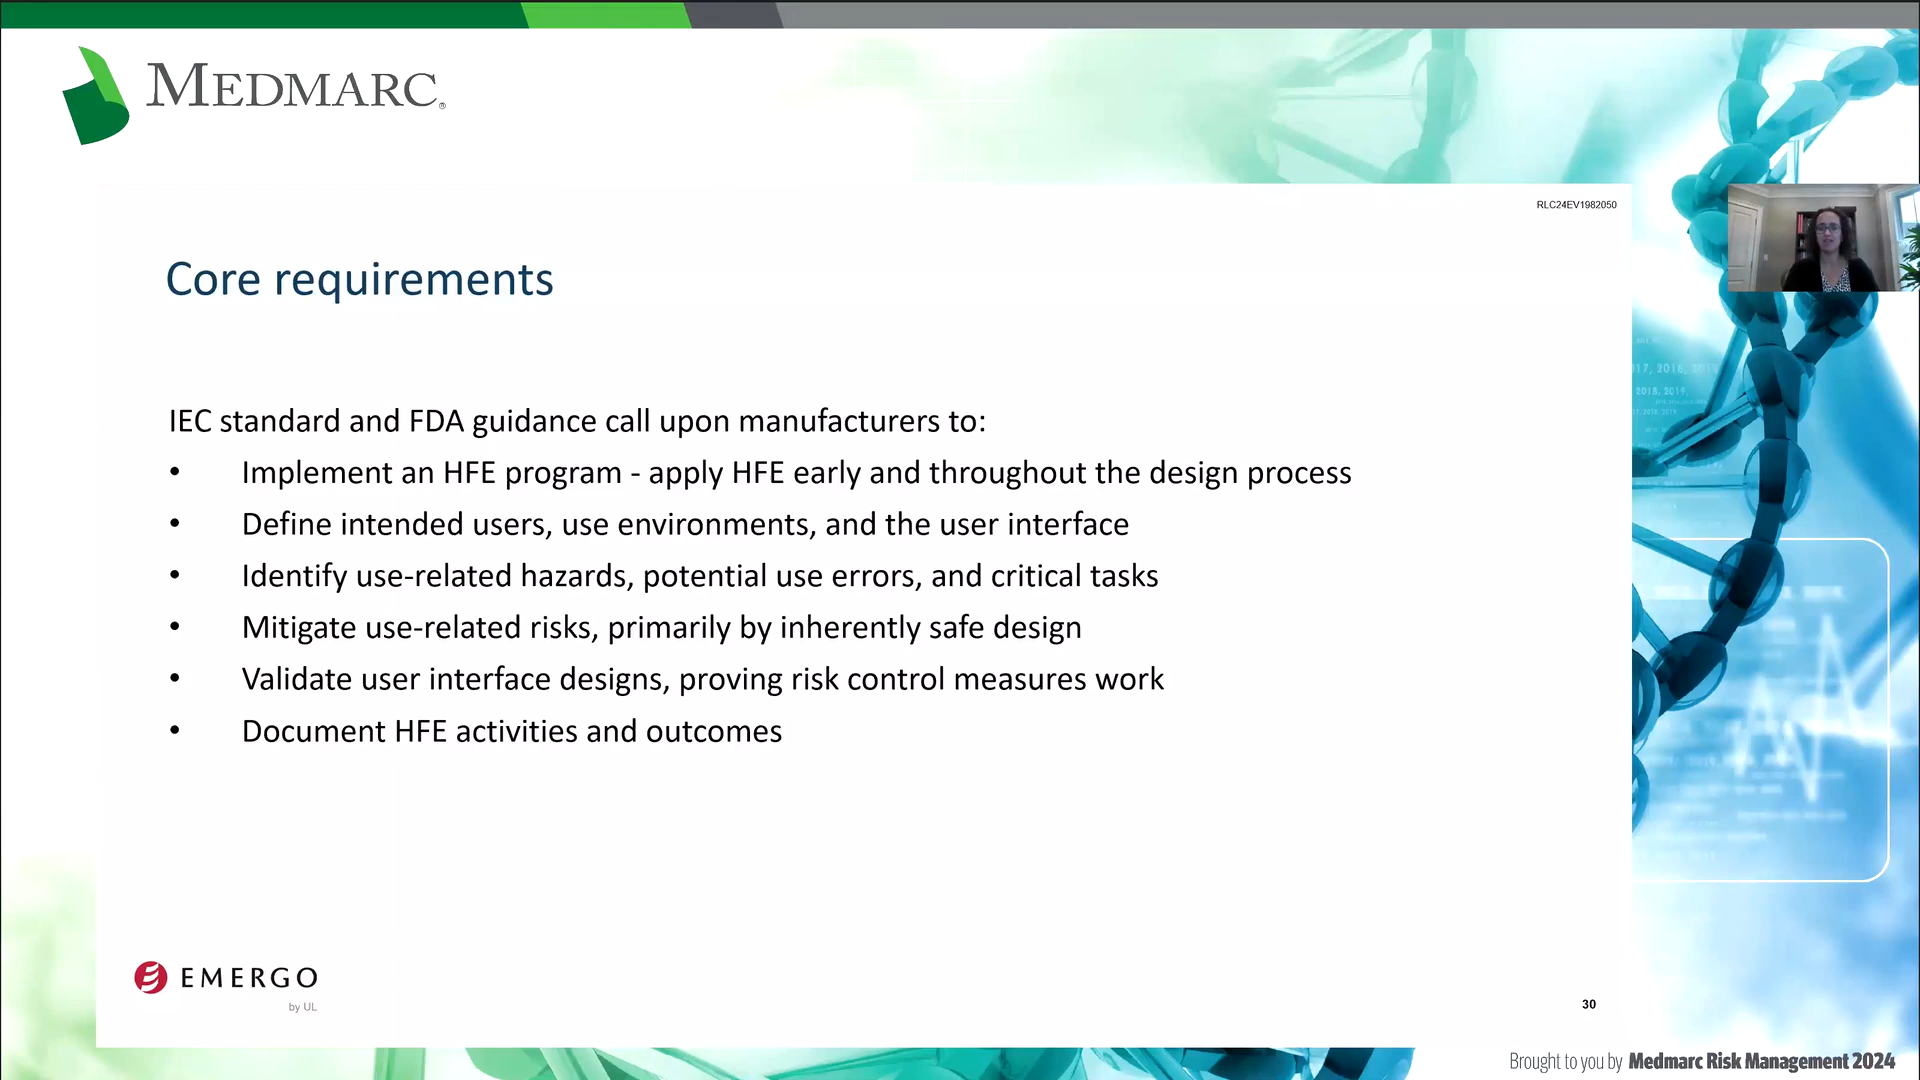 MEDMARC®
RLC24EV1982050
Core requirements
IEC standard and FDA guidance call upon manufacturers to:
• Implement an HFE program - apply HFE early and throughout the design process
• Define intended users, use environments, and the user interface
• Identify use-related hazards, potential use errors, and critical tasks
• Mitigate use-related risks, primarily by inherently safe design
• Validate user interface designs, proving risk control measures work
• Document HFE activities and outcomes
EMERGO
by UL
30
Brought to you by Medmarc Risk Management 2024